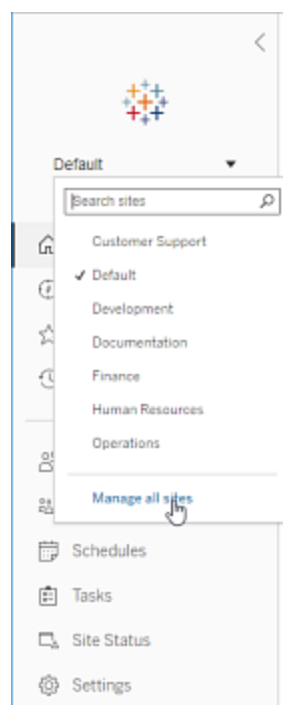 Default
Search sites
Customer Support
Default
Development
Documentation
Finance
Human Resources
Operations
Manage all sites
Schedules
Tasks
Site Status
Settings